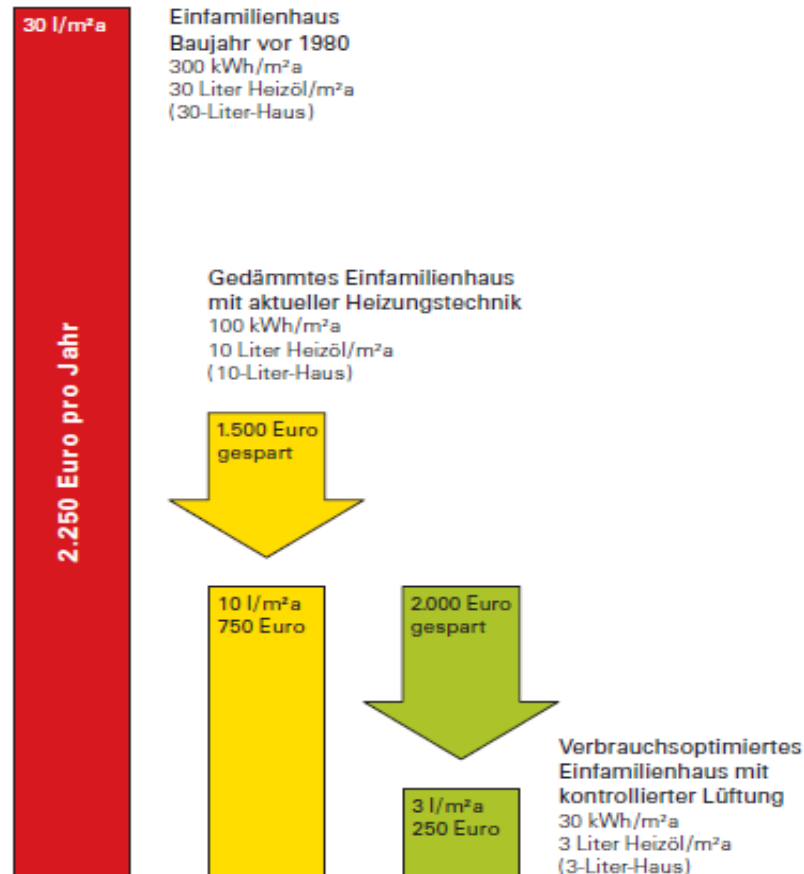 30 l/m²a
Einfamilienhaus
Baujahr vor 1980
300 kWh/m²a
30 Liter Heizöl/m²a
(30-Liter-Haus)
2.250 Euro pro Jahr
Gedämmtes Einfamilienhaus
mit aktueller Heizungstechnik
100 kWh/m²a
10 Liter Heizöl/m²a
(10-Liter-Haus)
1.500 Euro
gespart
10 l/m²a
750 Euro
2.000 Euro
gespart
3 l/m²a
250 Euro
Verbrauchsoptimiertes
Einfamilienhaus mit
kontrollierter Lüftung
30 kWh/m²a
3 Liter Heizöl/m²a
(3-Liter-Haus)